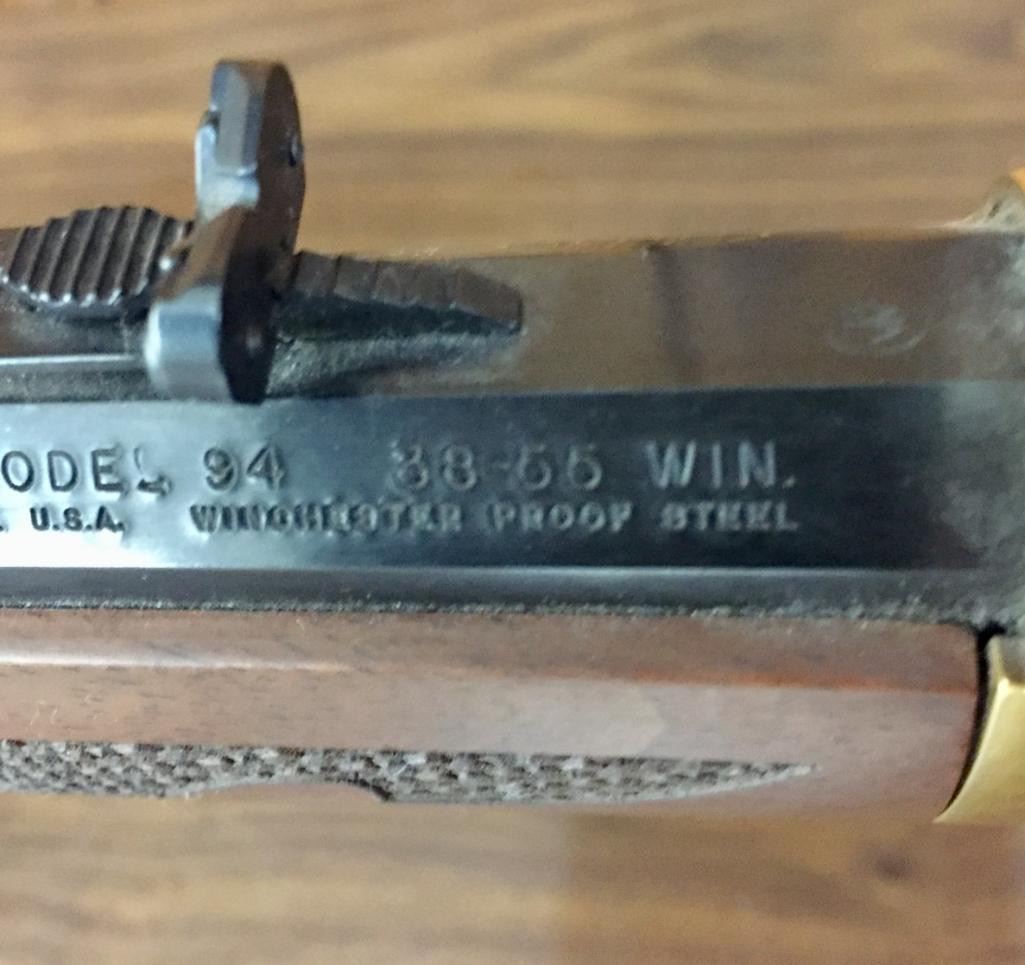 ODEL 94 38-55 WIN.
. U.S.A. WINCHESTER PROOF STEEL